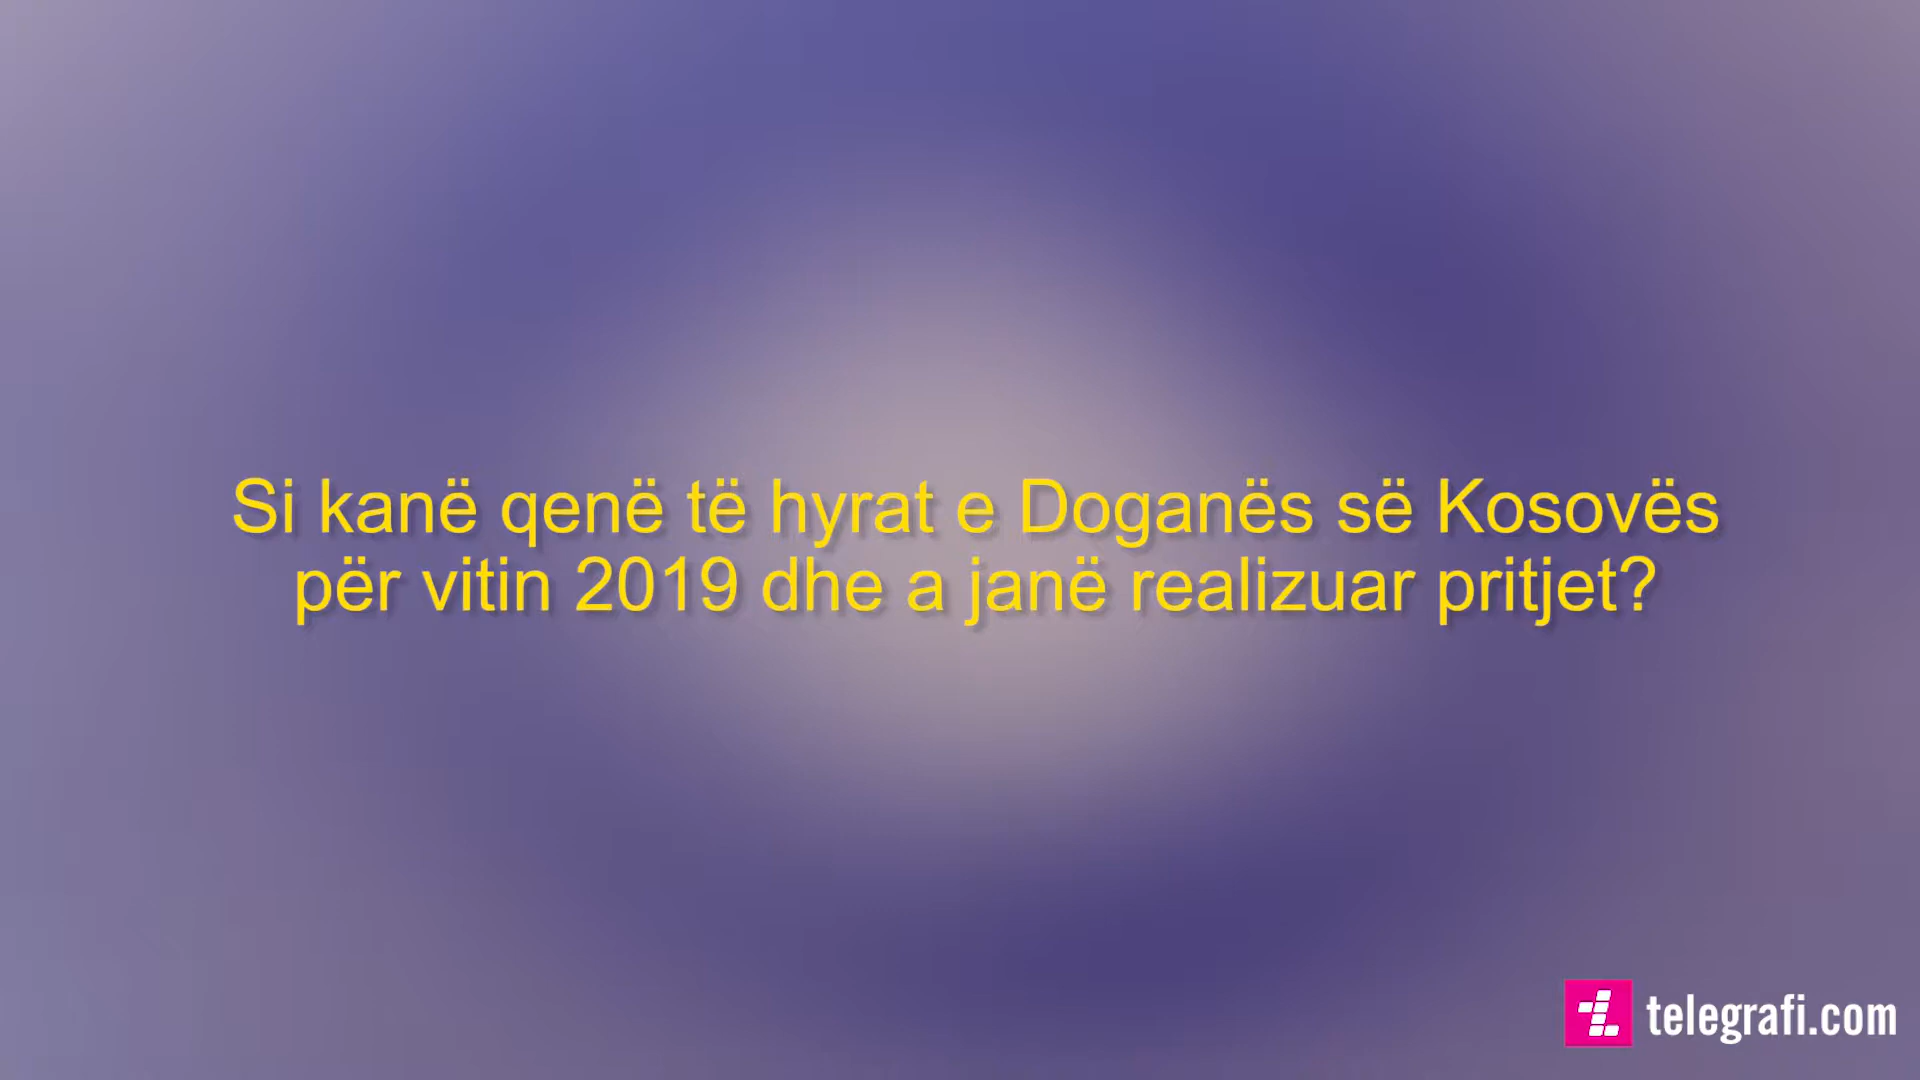 Si kanë qenë të hyrat e Doganës së Kosovës
për vitin 2019 dhe a janë realizuar pritjet?
telegrafi.com